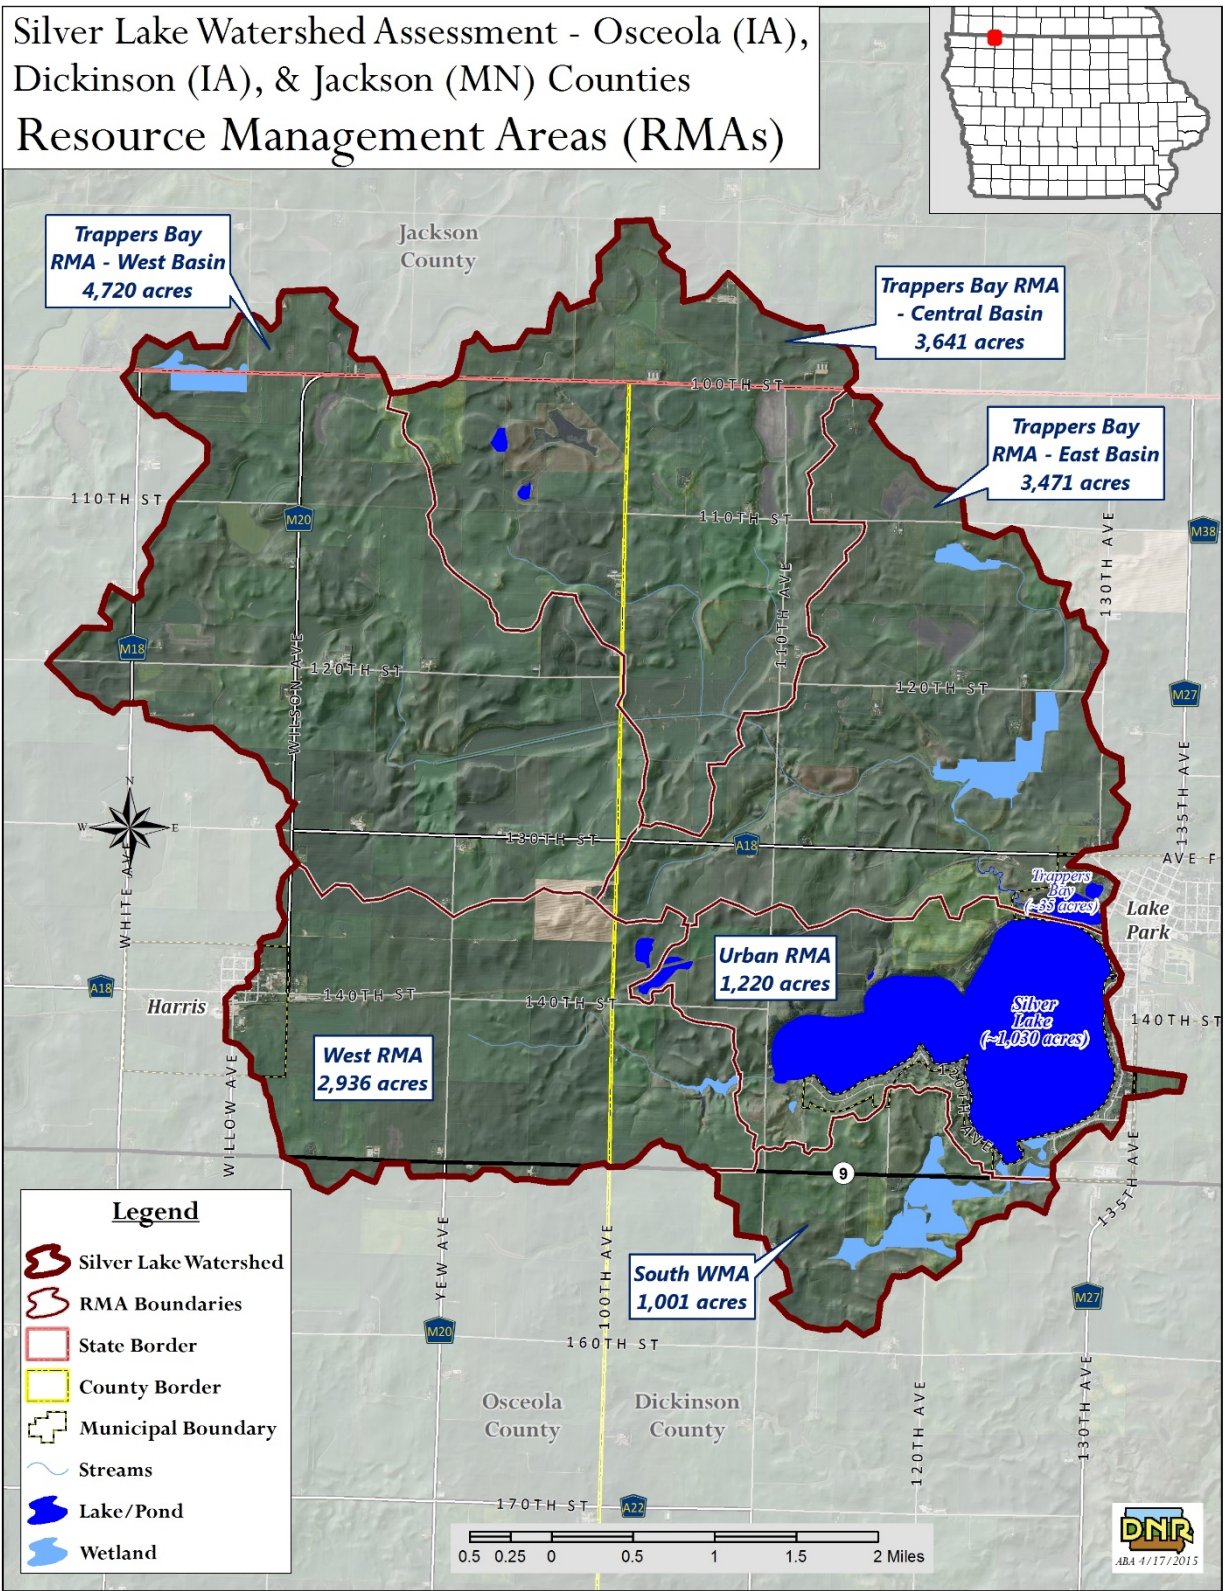 Silver Lake Watershed Assessment - Osceola (IA),
Dickinson (IA), & Jackson (MN) Counties
Resource Management Areas (RMAs)
Jackson
County
Trappers Bay
RMA - West Basin
4,720 acres
Trappers Bay RMA
- Central Basin
3,641 acres
100TH ST
Trappers Bay
RMA - East Basin
3,471 acres
110TH ST
M20
110TH ST
M38
130TH AVE
110TH AVE
M18
WILSON AVE
120TH ST
120TH ST
M27
135TH AVE
N
W
E
S
130TH ST
A18
WHITE AVE
AVE F
Trappers
Bay
(~35 acres)
Lake
Park
Urban RMA
1,220 acres
A18
Harris
140TH ST
140TH ST
Silver
Lake
(~1,030 acres)
140TH ST
West RMA
2,936 acres
120TH AVE
WILLOW AVE
9
135TH AVE
South WMA
1,001 acres
YEW AVE
100TH AVE
M27
M20
160TH ST
Osceola
County
Dickinson
County
120TH AVE
130TH AVE
170TH ST
A22
Legend
Silver Lake Watershed
RMA Boundaries
State Border
County Border
Municipal Boundary
Streams
Lake/Pond
Wetland
0.5 0.25 0 0.5 1 1.5 2 Miles
DNR
ABA 4/17/2015